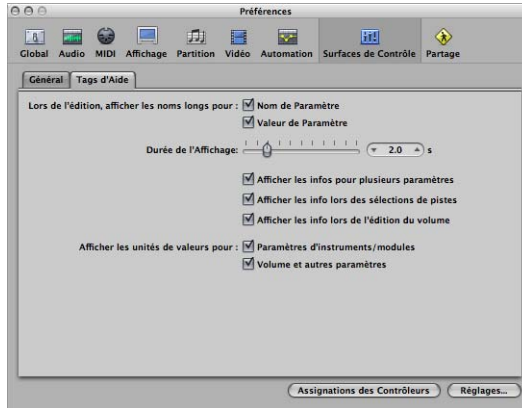 Préférences
Global Audio MIDI Affichage Partition Vidéo Automation Surfaces de Contrôle Partage
Général Tags d'Aide
Lors de l'édition, afficher les noms longs pour : Nom de Paramètre
Valeur de Paramètre
Durée de l'Affichage: 2.0 s
Afficher les infos pour plusieurs paramètres
Afficher les info lors des sélections de pistes
Afficher les info lors de l'édition du volume
Afficher les unités de valeurs pour : Paramètres d'instruments/modules
Volume et autres paramètres
Assignations des Contrôleurs Réglages...